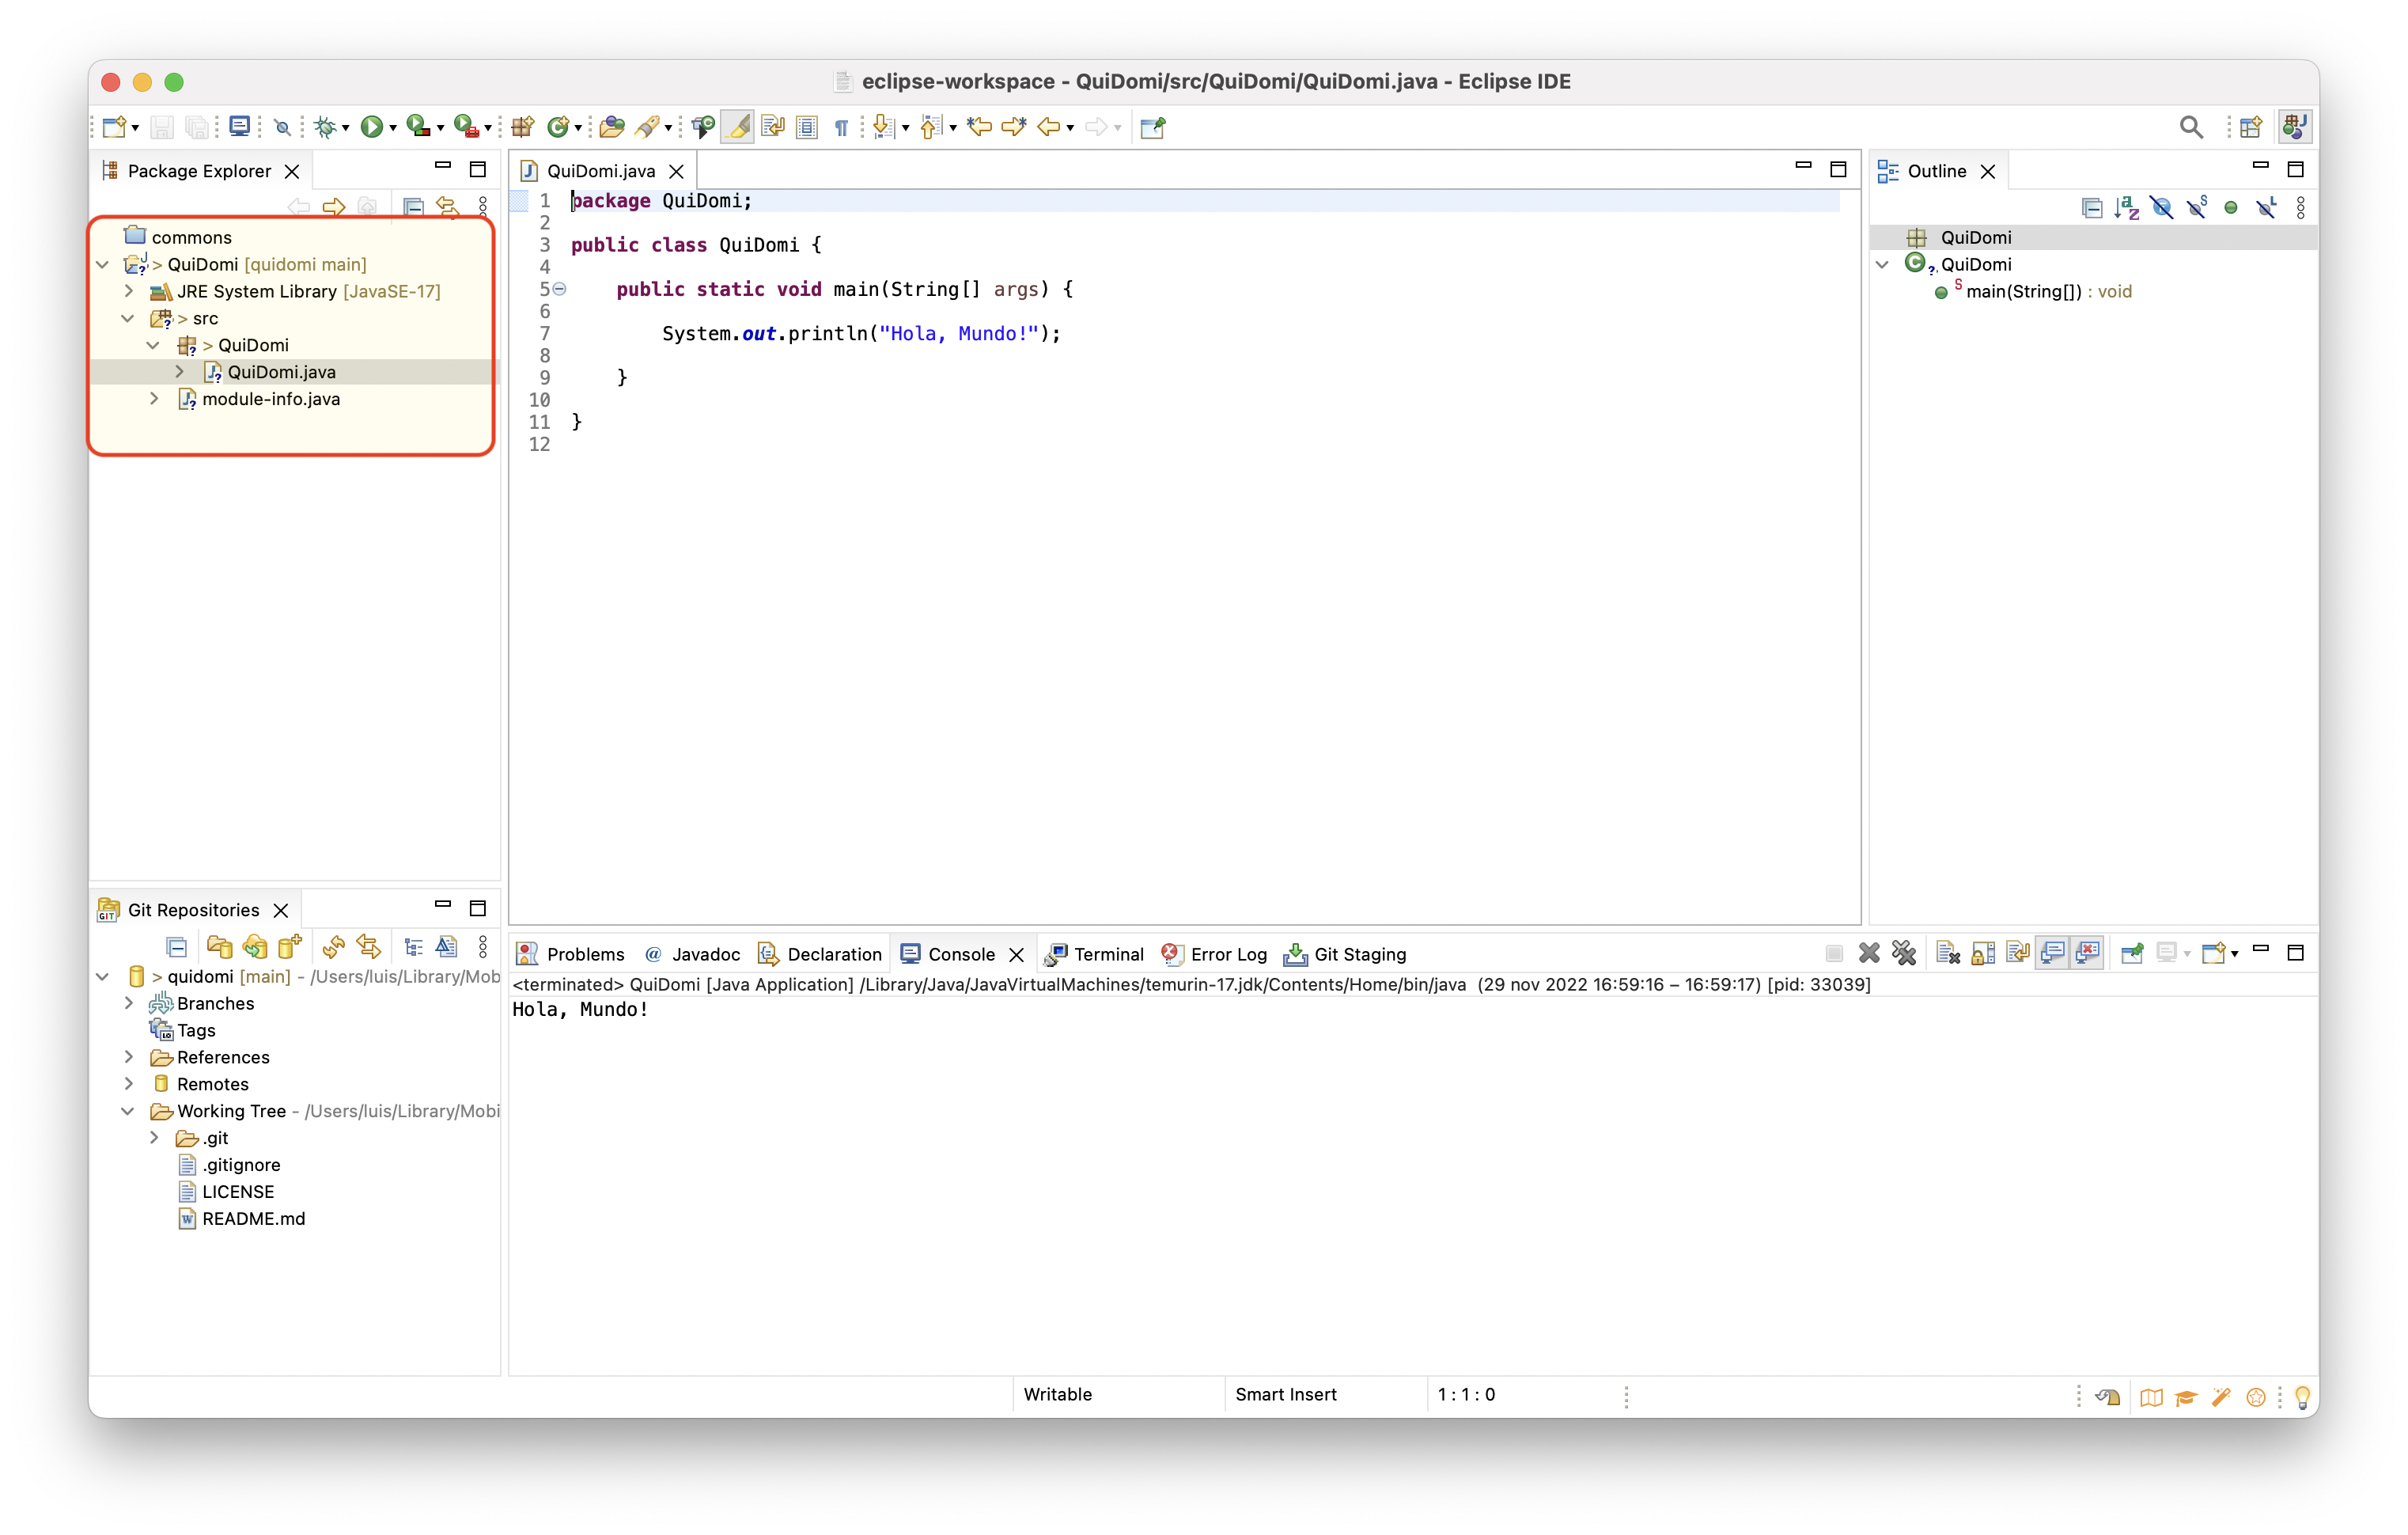 eclipse-workspace - QuiDomi/src/QuiDomi/QuiDomi.java - Eclipse IDE
Package Explorer
commons
> QuiDomi [quidomi main]
JRE System Library [JavaSE-17]
> src
> QuiDomi
QuiDomi.java
module-info.java
QuiDomi.java
1 package QuiDomi;
2
3 public class QuiDomi {
4
5 public static void main(String[] args) {
6
7 System.out.println("Hola, Mundo!");
8
9 }
10
11 }
12
Outline
QuiDomi
QuiDomi
main(String[]) : void
Git Repositories
> quidomi [main] - /Users/luis/Library/Mob
Branches
Tags
References
Remotes
Working Tree - /Users/luis/Library/Mobi
.git
.gitignore
LICENSE
README.md
Problems
@ Javadoc
Declaration
Console
Terminal
Error Log
Git Staging
<terminated> QuiDomi [Java Application] /Library/Java/JavaVirtualMachines/temurin-17.jdk/Contents/Home/bin/java (29 nov 2022 16:59:16 – 16:59:17) [pid: 33039]
Hola, Mundo!
Writable
Smart Insert
1 : 1 : 0